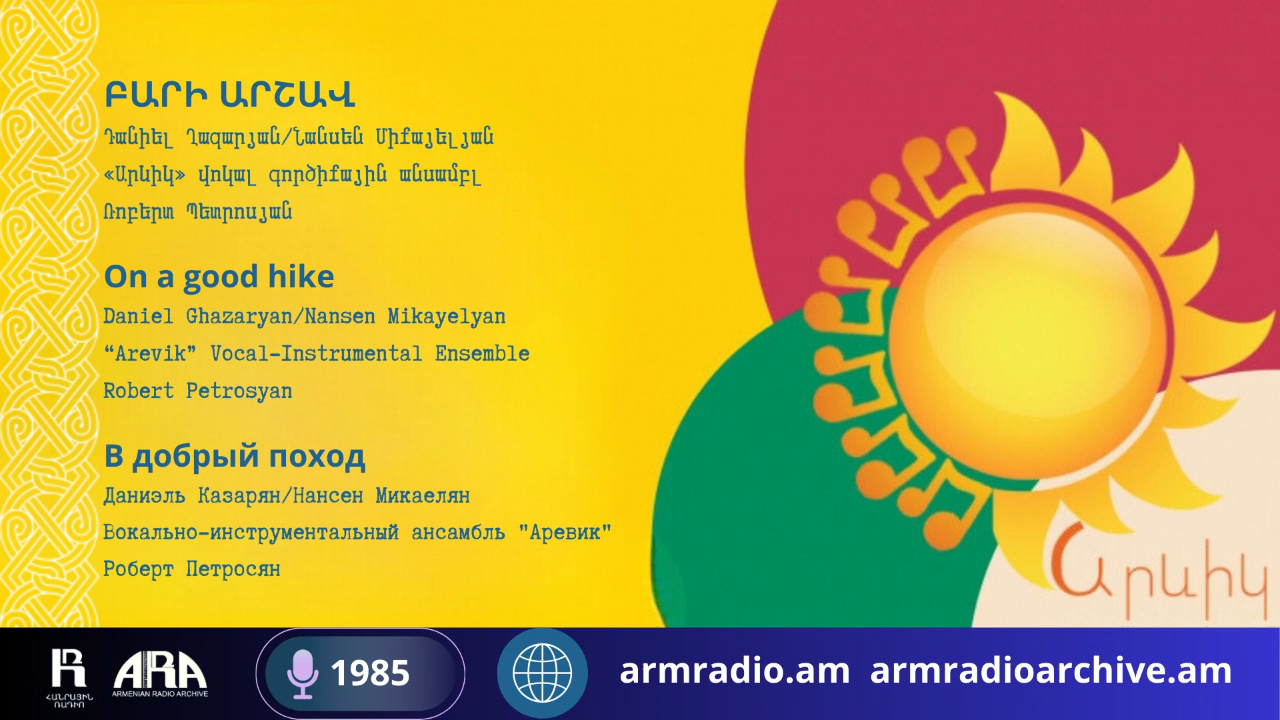 ԲԱՐԻ ԱՐՇԱՎ
Դանիել Ղազարյան/Նանսեն Միքայելյան
«Արևիկ» վոկալ գործիքային անսամբլ
Ռոբերտ Պետրոսյան
On a good hike
Daniel Ghazaryan/Nansen Mikayelyan
“Arevik” Vocal-Instrumental Ensemble
Robert Petrosyan
В добрый поход
Даниэль Казарян/Нансен Микаелян
Вокально-инструментальный ансамбль "Аревик"
Роберт Петросян
Արևիկ
ՀԱՆՐԱՅԻՆ
ՌԱԴԻՈ
ARA
ARMENIAN RADIO ARCHIVE
1985
armradio.am armradioarchive.am